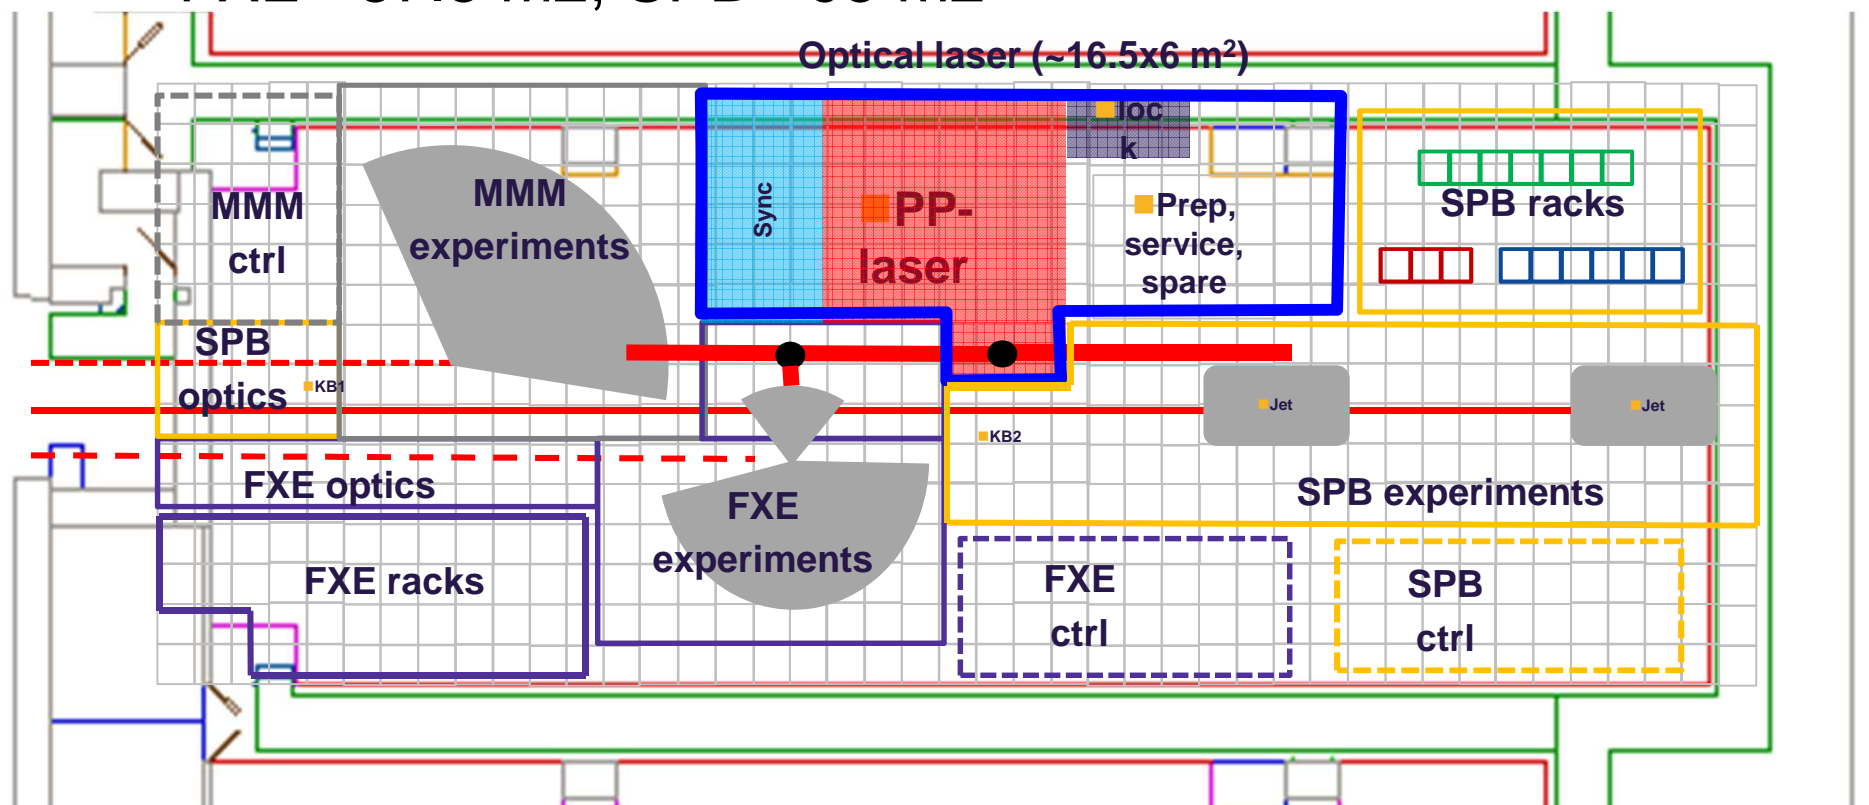 Optical laser (~16.5x6 m²)
loc
k
MMM
experiments
MMM
ctrl
Sync
PP-
laser
Prep,
service,
spare
SPB racks
SPB
optics
KB1
Jet
Jet
KB2
FXE optics
SPB experiments
FXE
experiments
FXE racks
FXE
ctrl
SPB
ctrl